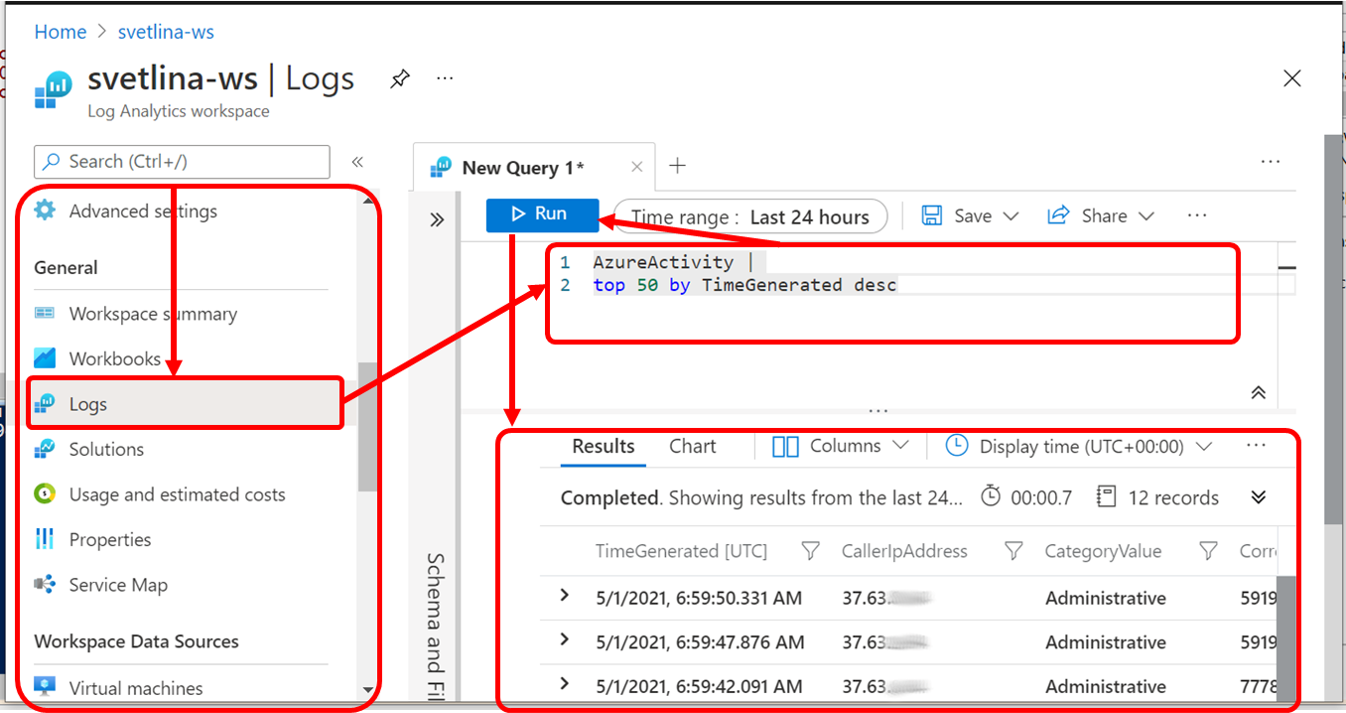 Home > svetlina-ws
svetlina-ws | Logs
...
Log Analytics workspace
Search (Ctrl+/)
«
Advanced settings
General
Workspace summary
Workbooks
Logs
Solutions
Usage and estimated costs
Properties
Service Map
Workspace Data Sources
Virtual machines
New Query 1*
Run
Time range : Last 24 hours
Save
Share
...
1 AzureActivity |
2 top 50 by TimeGenerated desc
Schema and Fil
Results
Chart
Columns
Display time (UTC+00:00)
...
Completed. Showing results from the last 24...
00:00.7
12 records
TimeGenerated [UTC] CallerIpAddress CategoryValue Corre
5/1/2021, 6:59:50.331 AM 37.63. Administrative 5919
5/1/2021, 6:59:47.876 AM 37.63. Administrative 5919
5/1/2021, 6:59:42.091 AM 37.63. Administrative 7778